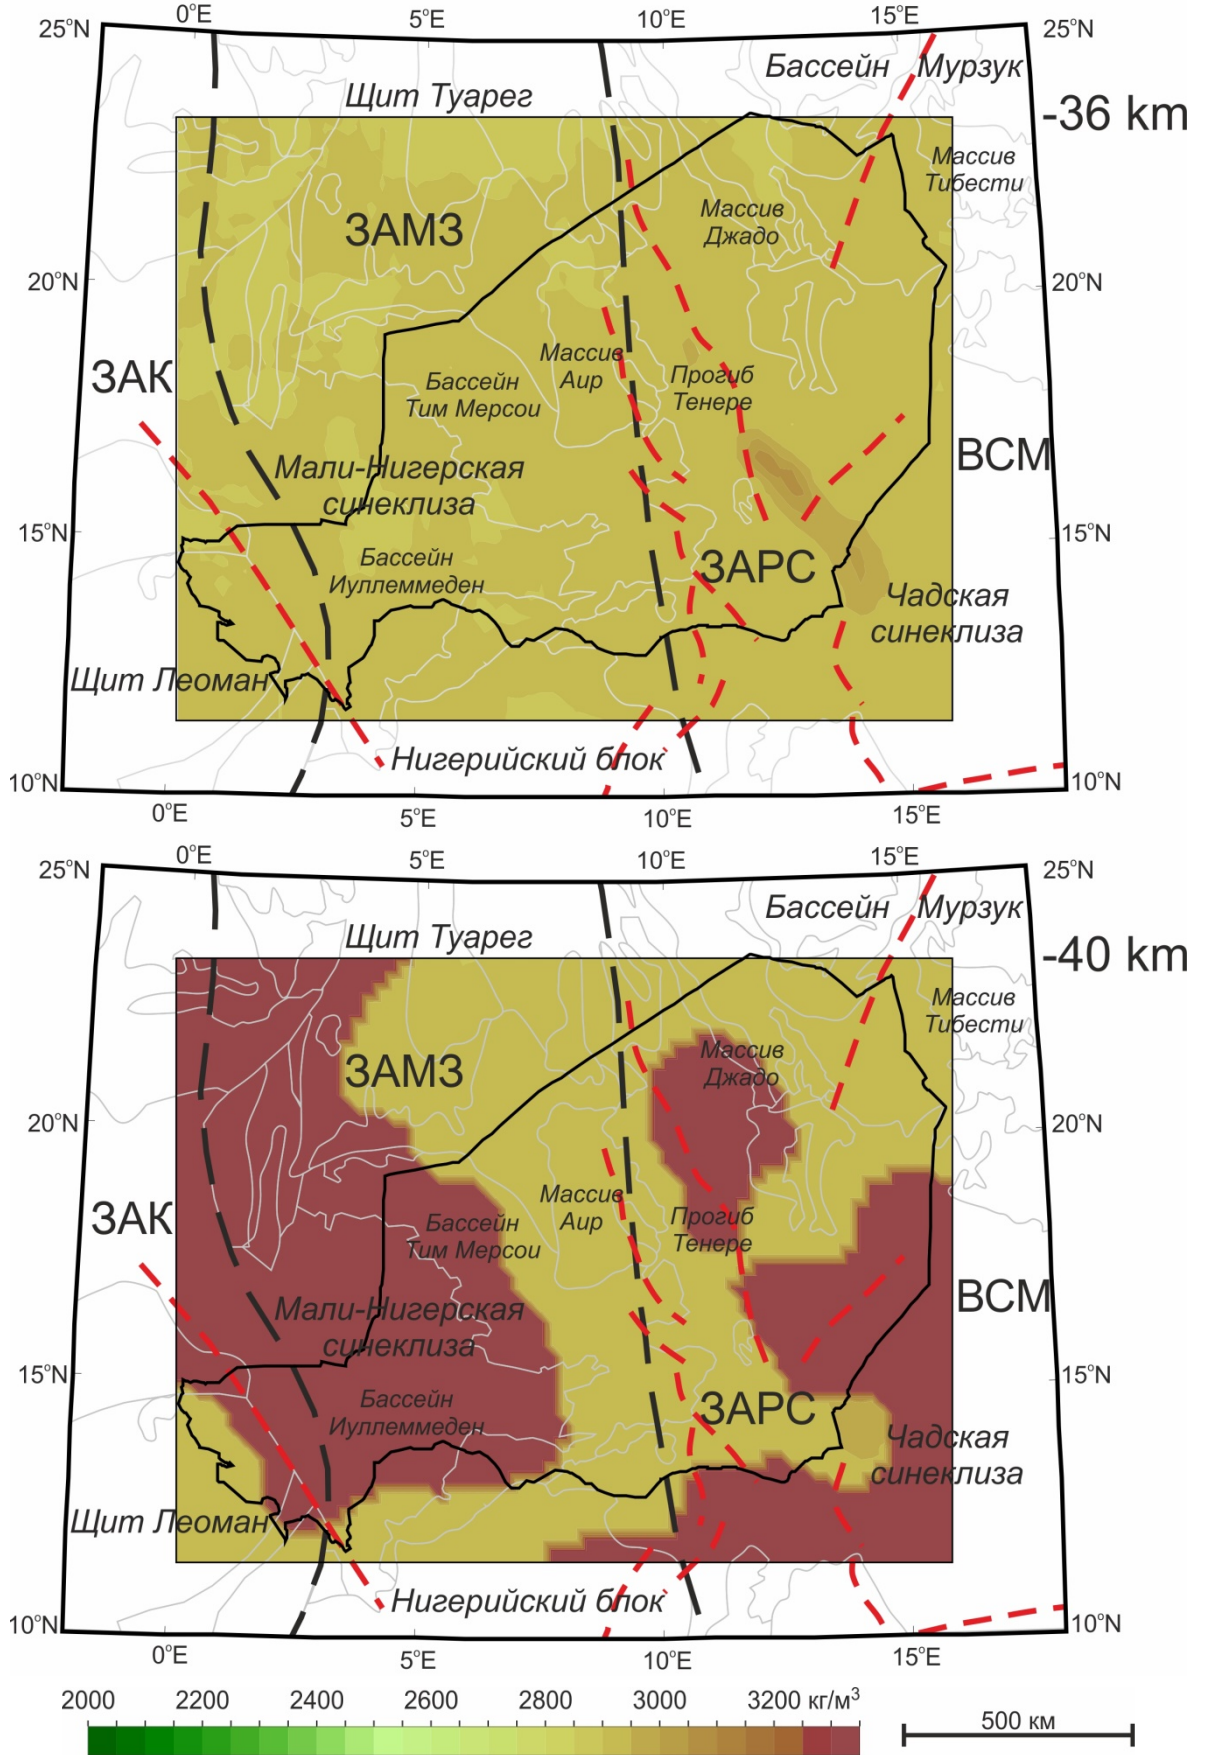 0°E
5°E
10°E
15°E
25°N
25°N
Бассейн
Мурзук
Щит Туарег
-36 km
Массив
Тибести
Массив
Джадо
ЗАМЗ
20°N
20°N
ЗАК
Массив
Аир
Прогиб
Тенере
Бассейн
Тим Мерсои
ВСМ
Мали-Нигерская
синеклиза
15°N
15°N
Бассейн
Иуллеммеден
ЗАРС
Чадская
синеклиза
Щит Леоман
Нигерийский блок
10°N
10°N
0°E
5°E
10°E
15°E
0°E
5°E
10°E
15°E
25°N
25°N
Бассейн
Мурзук
Щит Туарег
-40 km
Массив
Тибести
Массив
Джадо
ЗАМЗ
20°N
20°N
ЗАК
Массив
Аир
Прогиб
Тенере
Бассейн
Тим Мерсои
ВСМ
Мали-Нигерская
синеклиза
15°N
15°N
Бассейн
Иуллеммеден
ЗАРС
Чадская
синеклиза
Щит Леоман
Нигерийский блок
10°N
10°N
0°E
5°E
10°E
15°E
2000 2200 2400 2600 2800 3000 3200 кг/м³
500 км